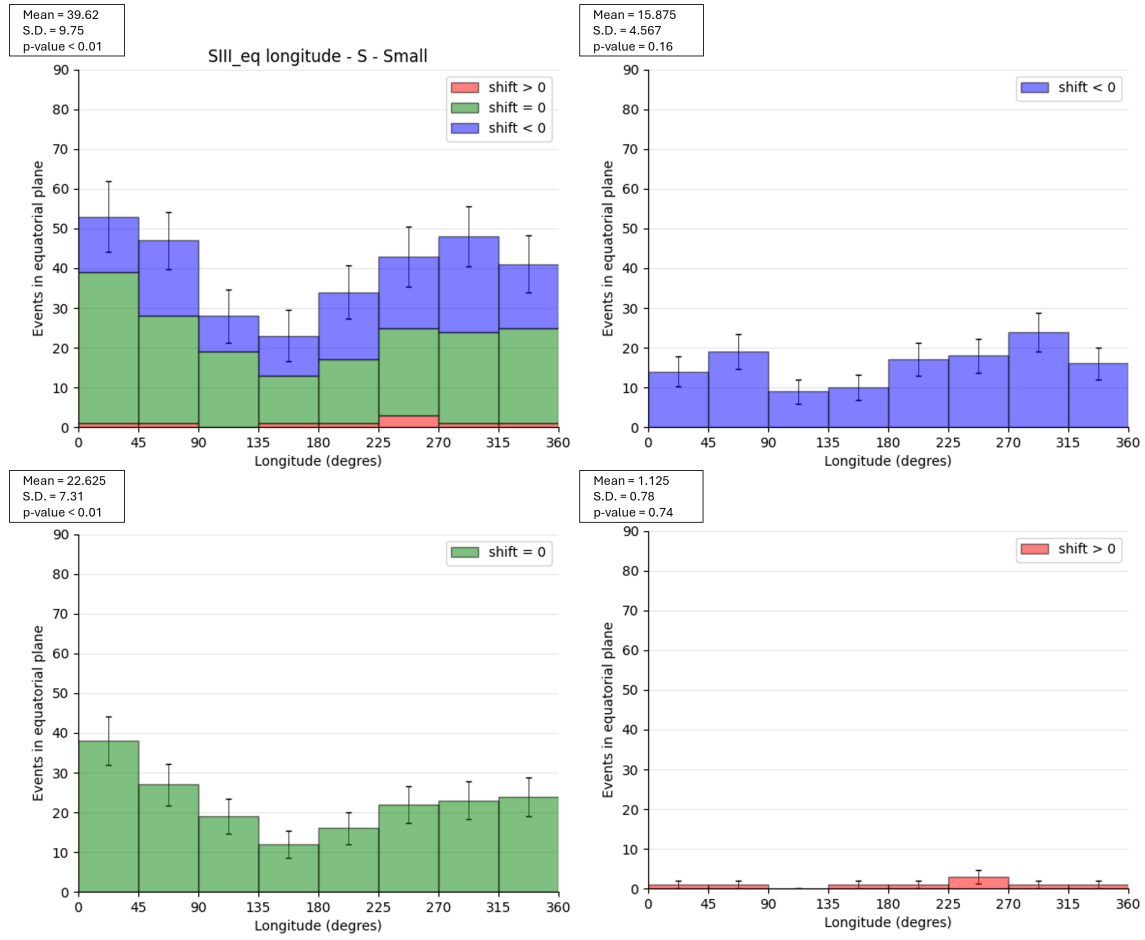 Mean = 39.62
S.D. = 9.75
p-value < 0.01
SIII_eq longitude - S - Small
90
80
70
60
50
40
30
20
10
0
Events in equatorial plane
shift > 0
shift = 0
shift < 0
0 45 90 135 180 225 270 315 360
Longitude (degres)
Mean = 15.875
S.D. = 4.567
p-value = 0.16
90
80
70
60
50
40
30
20
10
0
Events in equatorial plane
shift < 0
0 45 90 135 180 225 270 315 360
Longitude (degres)
Mean = 22.625
S.D. = 7.31
p-value < 0.01
90
80
70
60
50
40
30
20
10
0
Events in equatorial plane
shift = 0
0 45 90 135 180 225 270 315 360
Longitude (degres)
Mean = 1.125
S.D. = 0.78
p-value = 0.74
90
80
70
60
50
40
30
20
10
0
Events in equatorial plane
shift > 0
0 45 90 135 180 225 270 315 360
Longitude (degres)